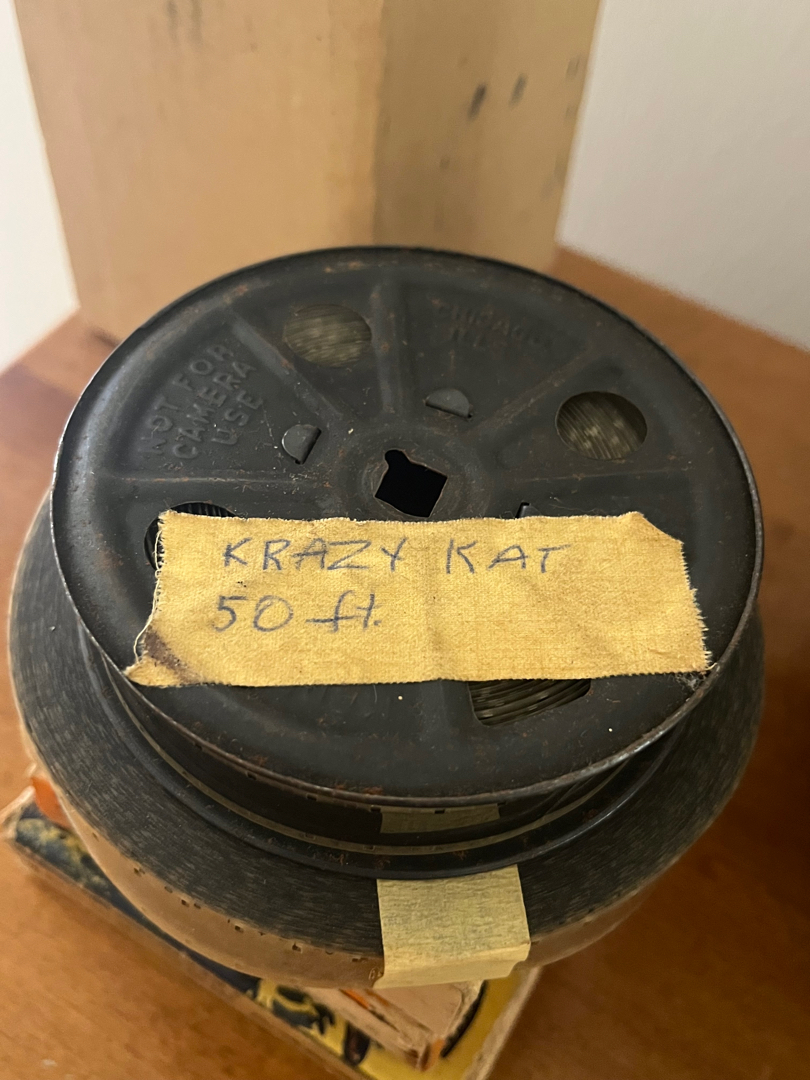 NOT FOR
CAMERA
USE
CHICAGO
ILL.
KRAZY KAT
50 ft.